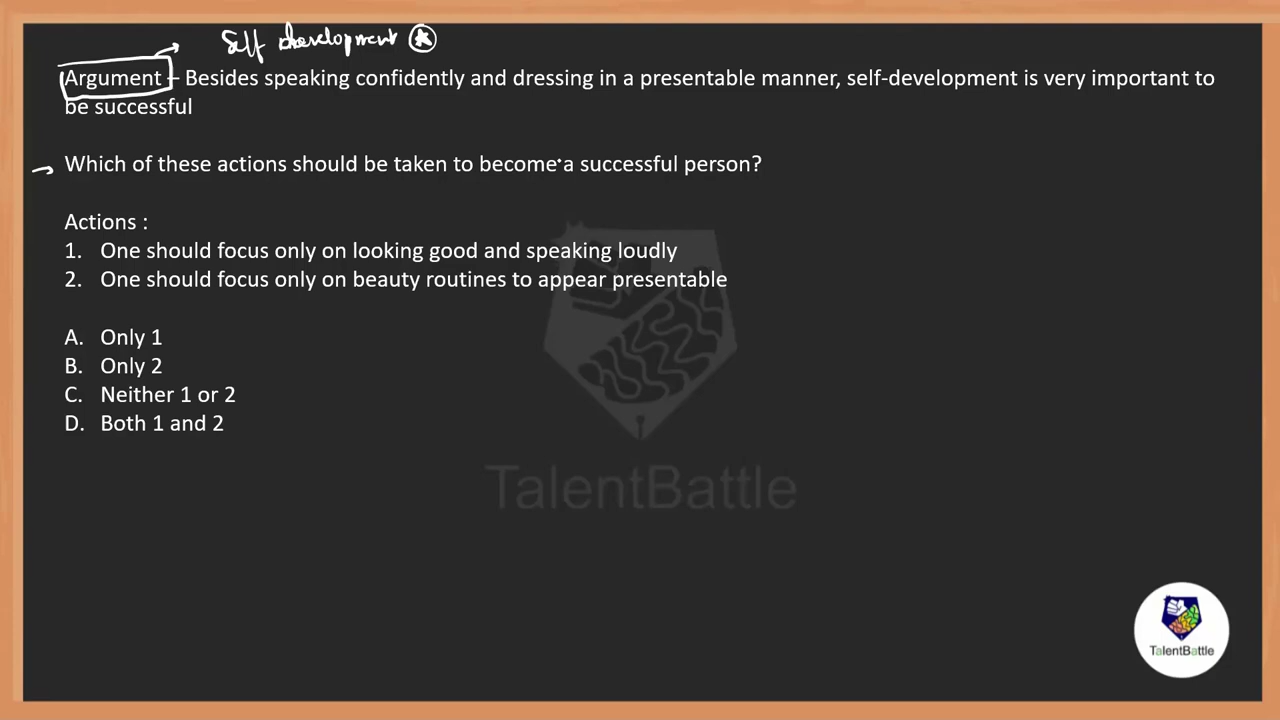 Self development
Argument – Besides speaking confidently and dressing in a presentable manner, self-development is very important to
be successful
Which of these actions should be taken to become a successful person?
Actions :
1. One should focus only on looking good and speaking loudly
2. One should focus only on beauty routines to appear presentable
A. Only 1
B. Only 2
C. Neither 1 or 2
D. Both 1 and 2
TalentBattle
TalentBattle